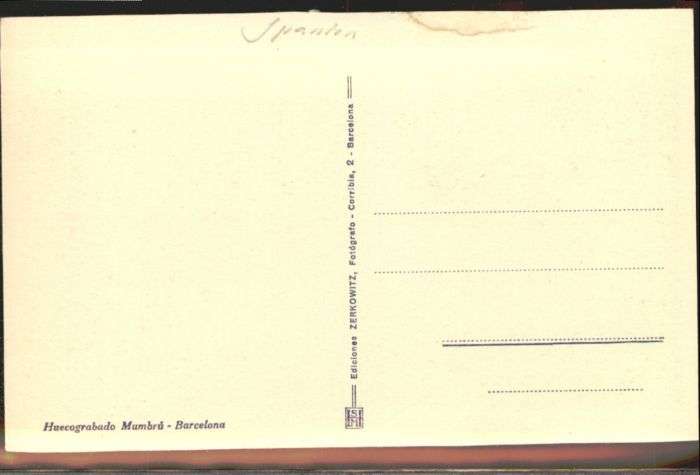 Spanien
Ediciones ZERKOWITZ, Fotógrafo - Corribia, 2 - Barcelona
Huecograbado Mumbrú - Barcelona